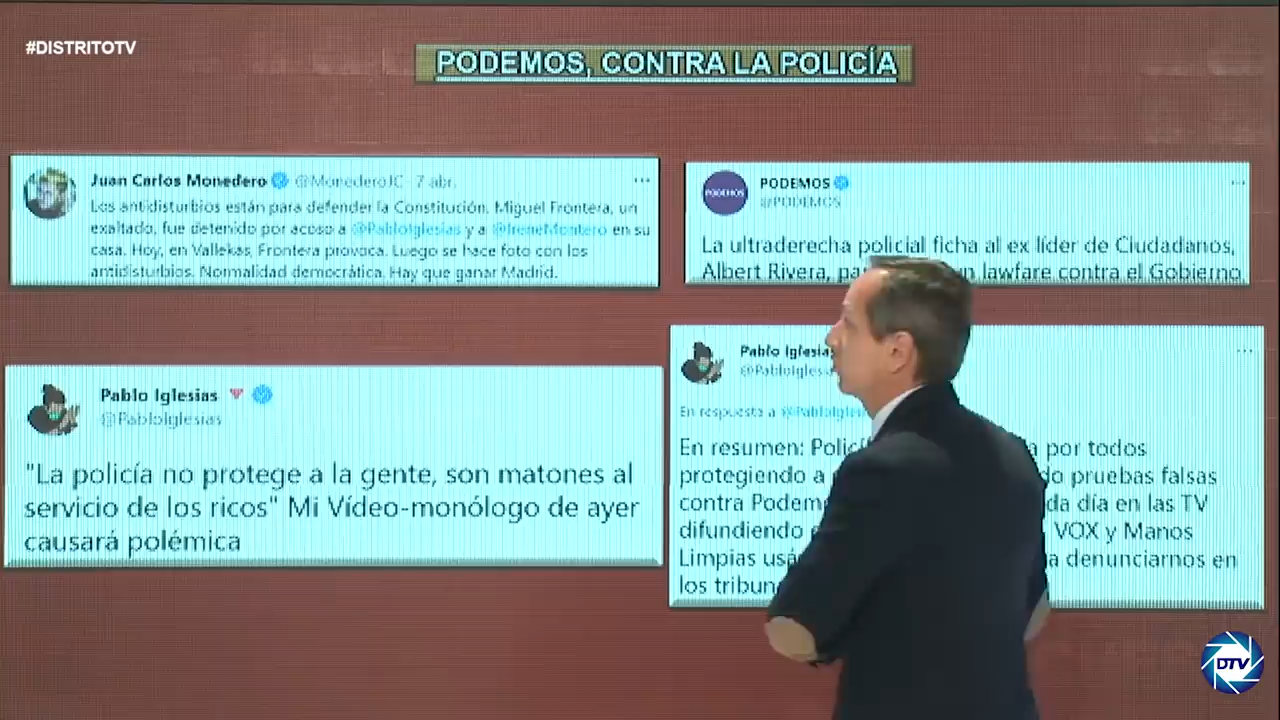 #DISTRITOTV
PODEMOS, CONTRA LA POLICÍA
Juan Carlos Monedero @MonederoJC · 7 abr. ...
Los antidisturbios están para defender la Constitución. Miguel Frontera, un
exaltado, fue detenido por acoso a @PabloIglesias y a @IreneMontero en su
casa. Hoy, en Vallekas, Frontera provoca. Luego se hace foto con los
antidisturbios. Normalidad democrática. Hay que ganar Madrid.
PODEMOS ...
PODEMOS
@PODEMOS
La ultraderecha policial ficha al ex líder de Ciudadanos,
Albert Rivera, lawfare contra el Gobierno
Pablo Iglesias
@PabloIglesias
"La policía no protege a la gente, son matones al
servicio de los ricos" Mi Vídeo-monólogo de ayer
causará polémica
Pablo ...
En respuesta a
En resumen: por todos
protegiendo a pruebas falsas
contra día en las TV
difundiendo VOX y Manos
Limpias denunciarnos en
los
DTV